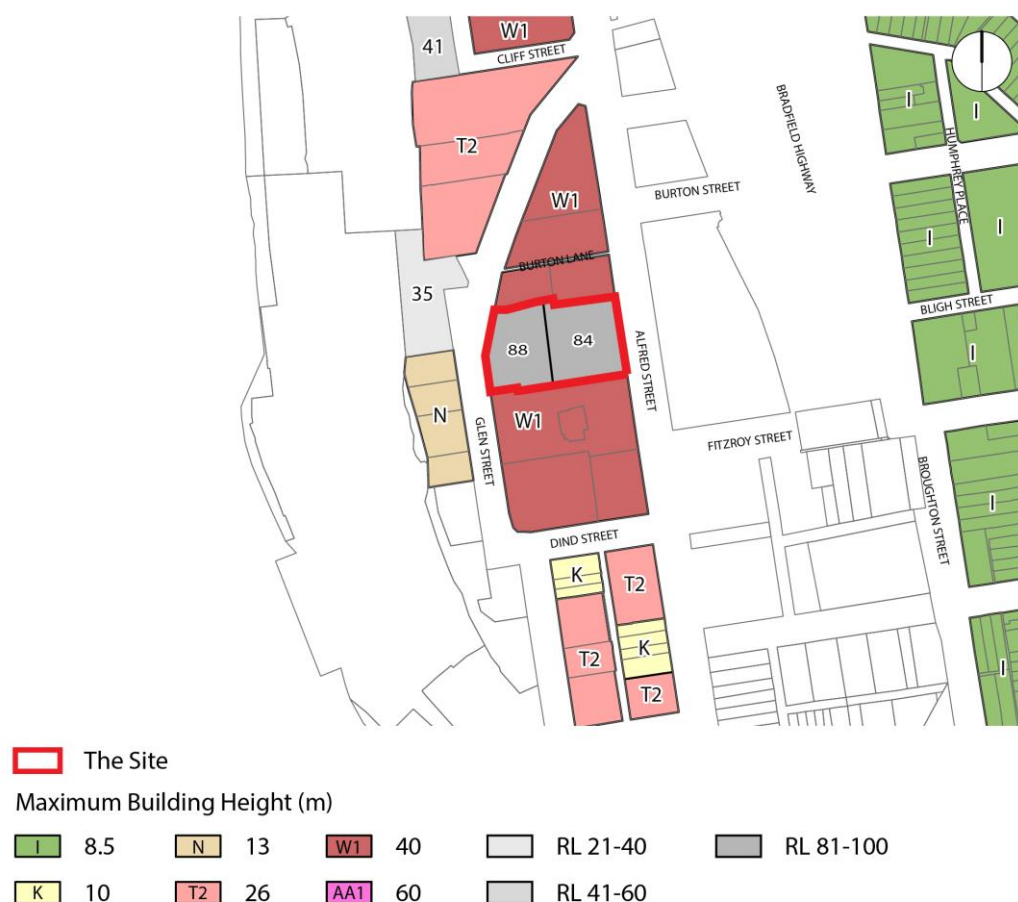 W1
41
CLIFF STREET
BRADFIELD HIGHWAY
I
I
HUMPHREY PLACE
T2
W1
BURTON STREET
I
I
BURTON LANE
35
BLIGH STREET
88
84
ALFRED STREET
I
N
GLEN STREET
W1
FITZROY STREET
BROUGHTON STREET
I
DIND STREET
K
T2
K
T2
T2
I
The Site
Maximum Building Height (m)
I 8.5 N 13 W1 40 RL 21-40 RL 81-100
K 10 T2 26 AA1 60 RL 41-60